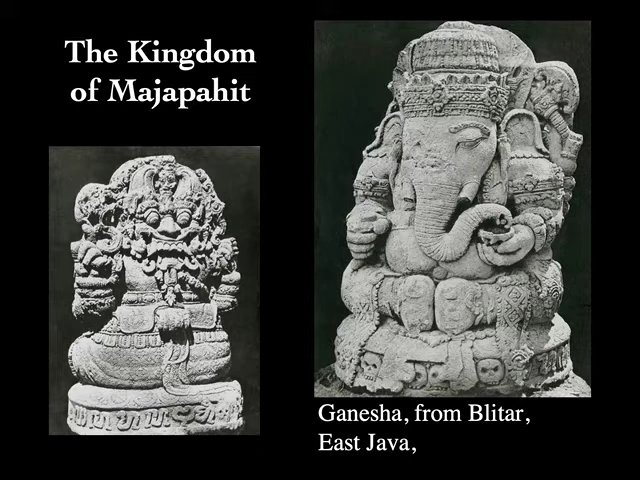 The Kingdom
of Majapahit
Ganesha, from Blitar,
East Java,